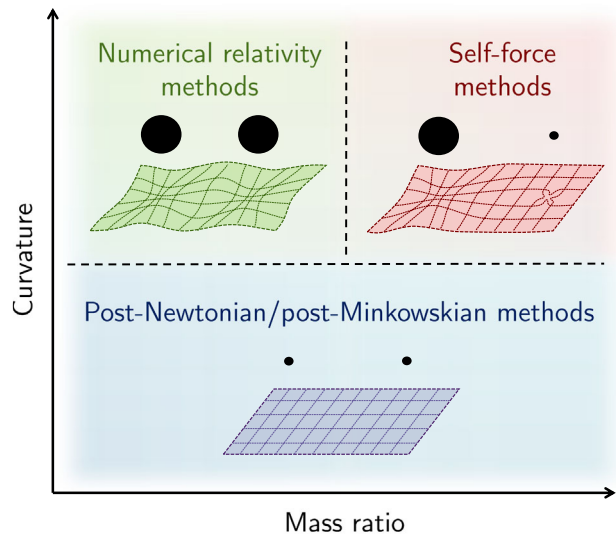 Numerical relativity
methods
Self-force
methods
Curvature
Post-Newtonian/post-Minkowskian methods
Mass ratio